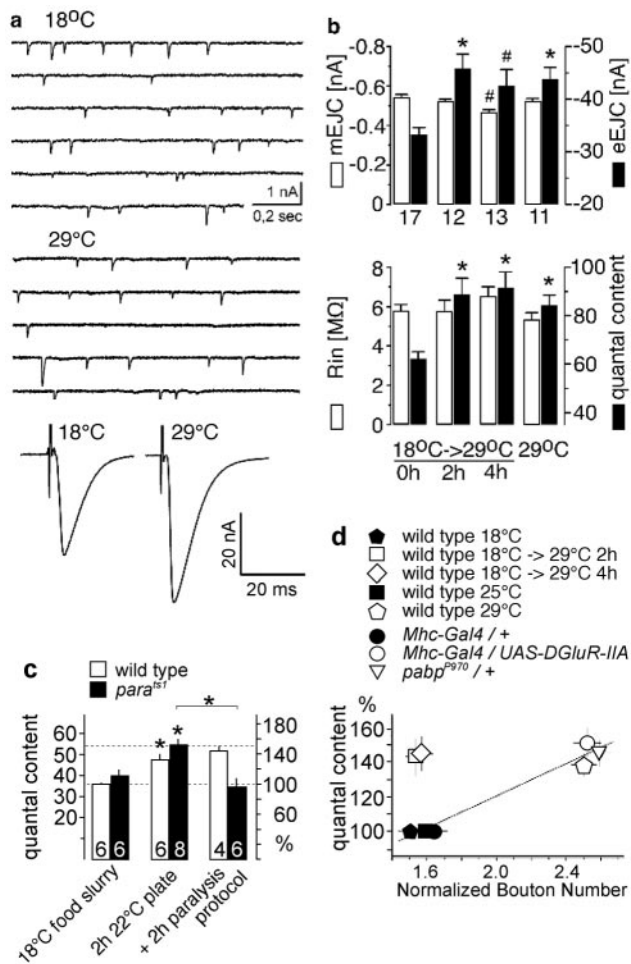 a
18°C
1 nA
0,2 sec
29°C
18°C 29°C
20 nA
20 ms
b
mEJC [nA]
-0.8
-0.6
-0.4
-0.2
0
eEJC [nA]
-50
-40
-30
-20
* # # *
17 12 13 11
Rin [MΩ]
8
6
4
2
0
quantal content
100
80
60
40
* * *
18°C->29°C 29°C
0h 2h 4h
c
wild type
para^ts1
*
* *
quantal content
60
50
40
30
20
160
140
100
60
%
6 6 6 8 4 6
18°C food slurry
2h 22°C plate
+ 2h paralysis
protocol
d
wild type 18°C
wild type 18°C -> 29°C 2h
wild type 18°C -> 29°C 4h
wild type 25°C
wild type 29°C
Mhc-Gal4 / +
Mhc-Gal4 / UAS-DGluR-IIA
pabp^P970 / +
%
quantal content
160
140
120
100
1.6 2.0 2.4
Normalized Bouton Number